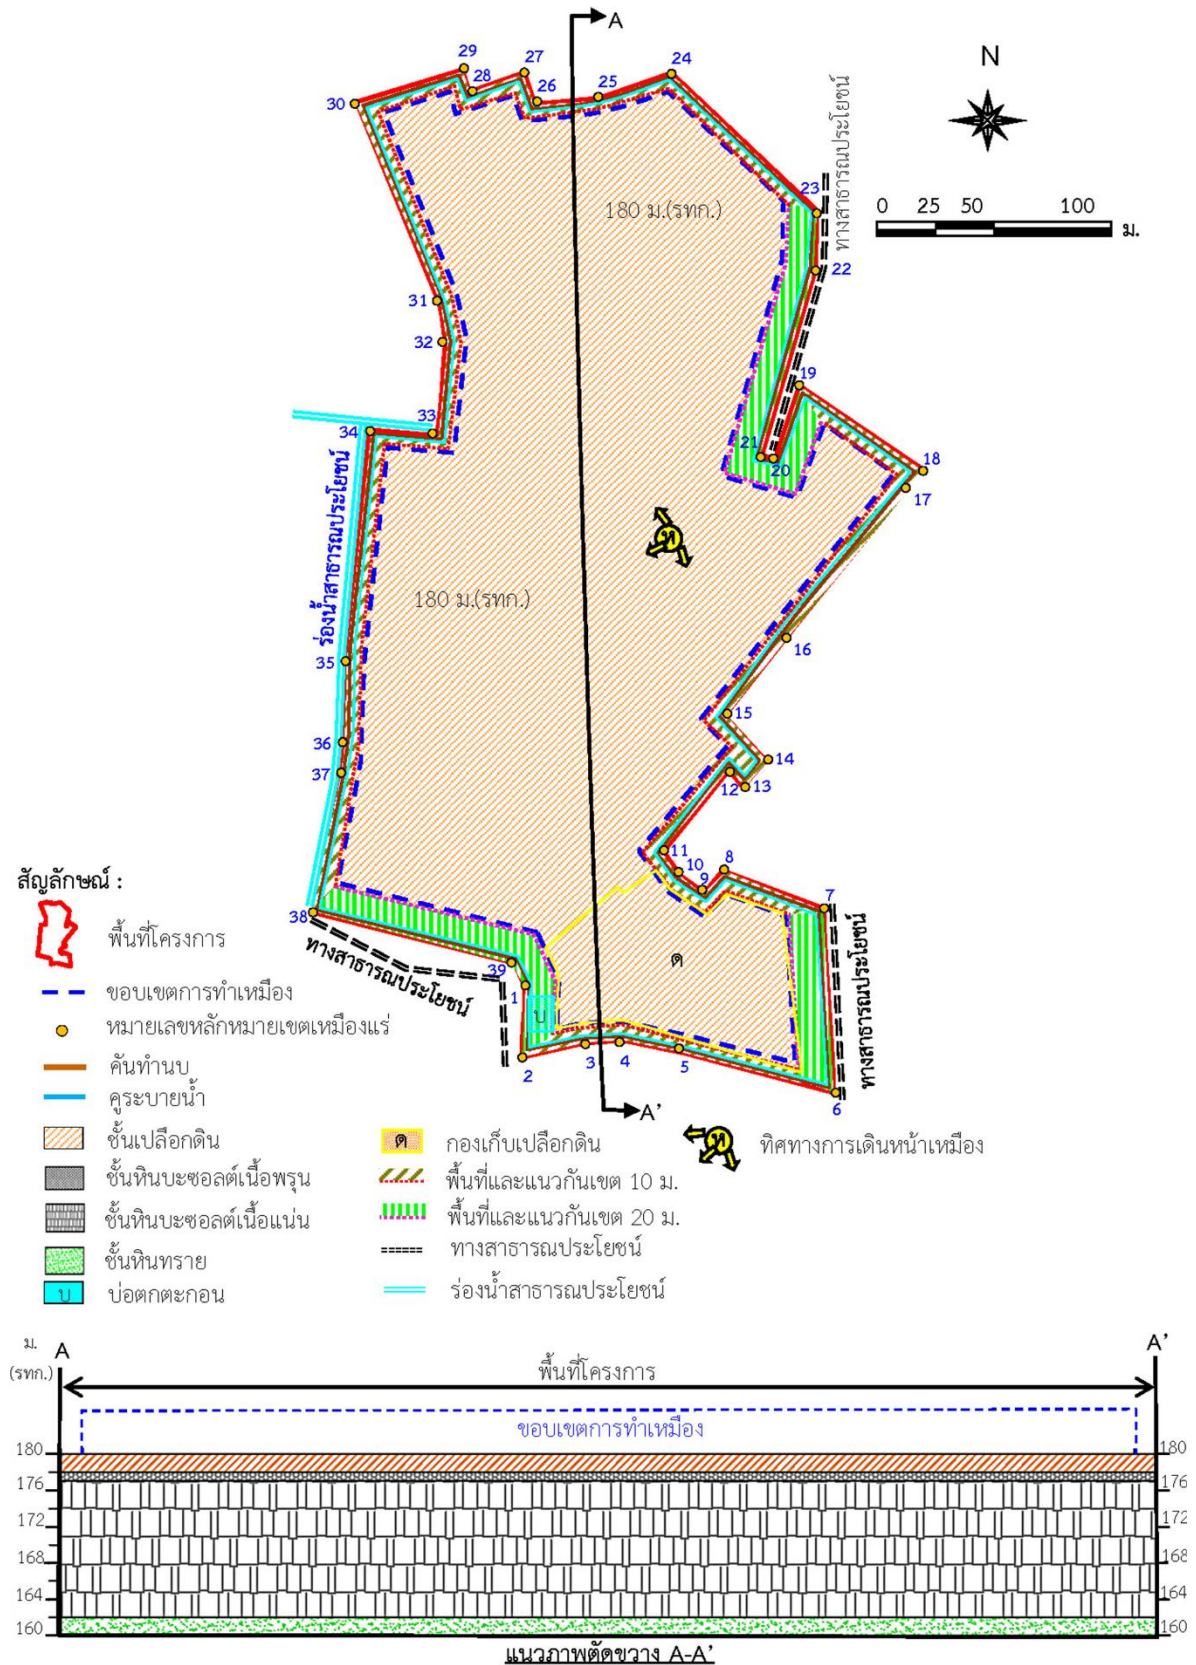 A
29
27
24
28
26
25
30
N
ทางสาธารณประโยชน์
23
180 ม.(รทก.)
0 25 50 100
ม.
22
31
32
19
33
34
21
20
18
17
ร่องน้ำสาธารณประโยชน์
ห
180 ม.(รทก.)
16
35
15
36
14
37
12
13
11
8
10
9
7
38
ทางสาธารณประโยชน์
39
ด
1
บ
ทางสาธารณประโยชน์
2
3
4
5
6
A'
สัญลักษณ์ :
พื้นที่โครงการ
ขอบเขตการทำเหมือง
หมายเลขหลักหมายเขตเหมืองแร่
คันทำนบ
คูระบายน้ำ
ชั้นเปลือกดิน
ชั้นหินบะซอลต์เนื้อพรุน
ชั้นหินบะซอลต์เนื้อแน่น
ชั้นหินทราย
บ บ่อตกตะกอน
ด กองเก็บเปลือกดิน
พื้นที่และแนวกันเขต 10 ม.
พื้นที่และแนวกันเขต 20 ม.
ทางสาธารณประโยชน์
ร่องน้ำสาธารณประโยชน์
ห ทิศทางการเดินหน้าเหมือง
ม.
(รทก.)
A
A'
พื้นที่โครงการ
ขอบเขตการทำเหมือง
180 180
176 176
172 172
168 168
164 164
160 160
แนวภาพตัดขวาง A-A'